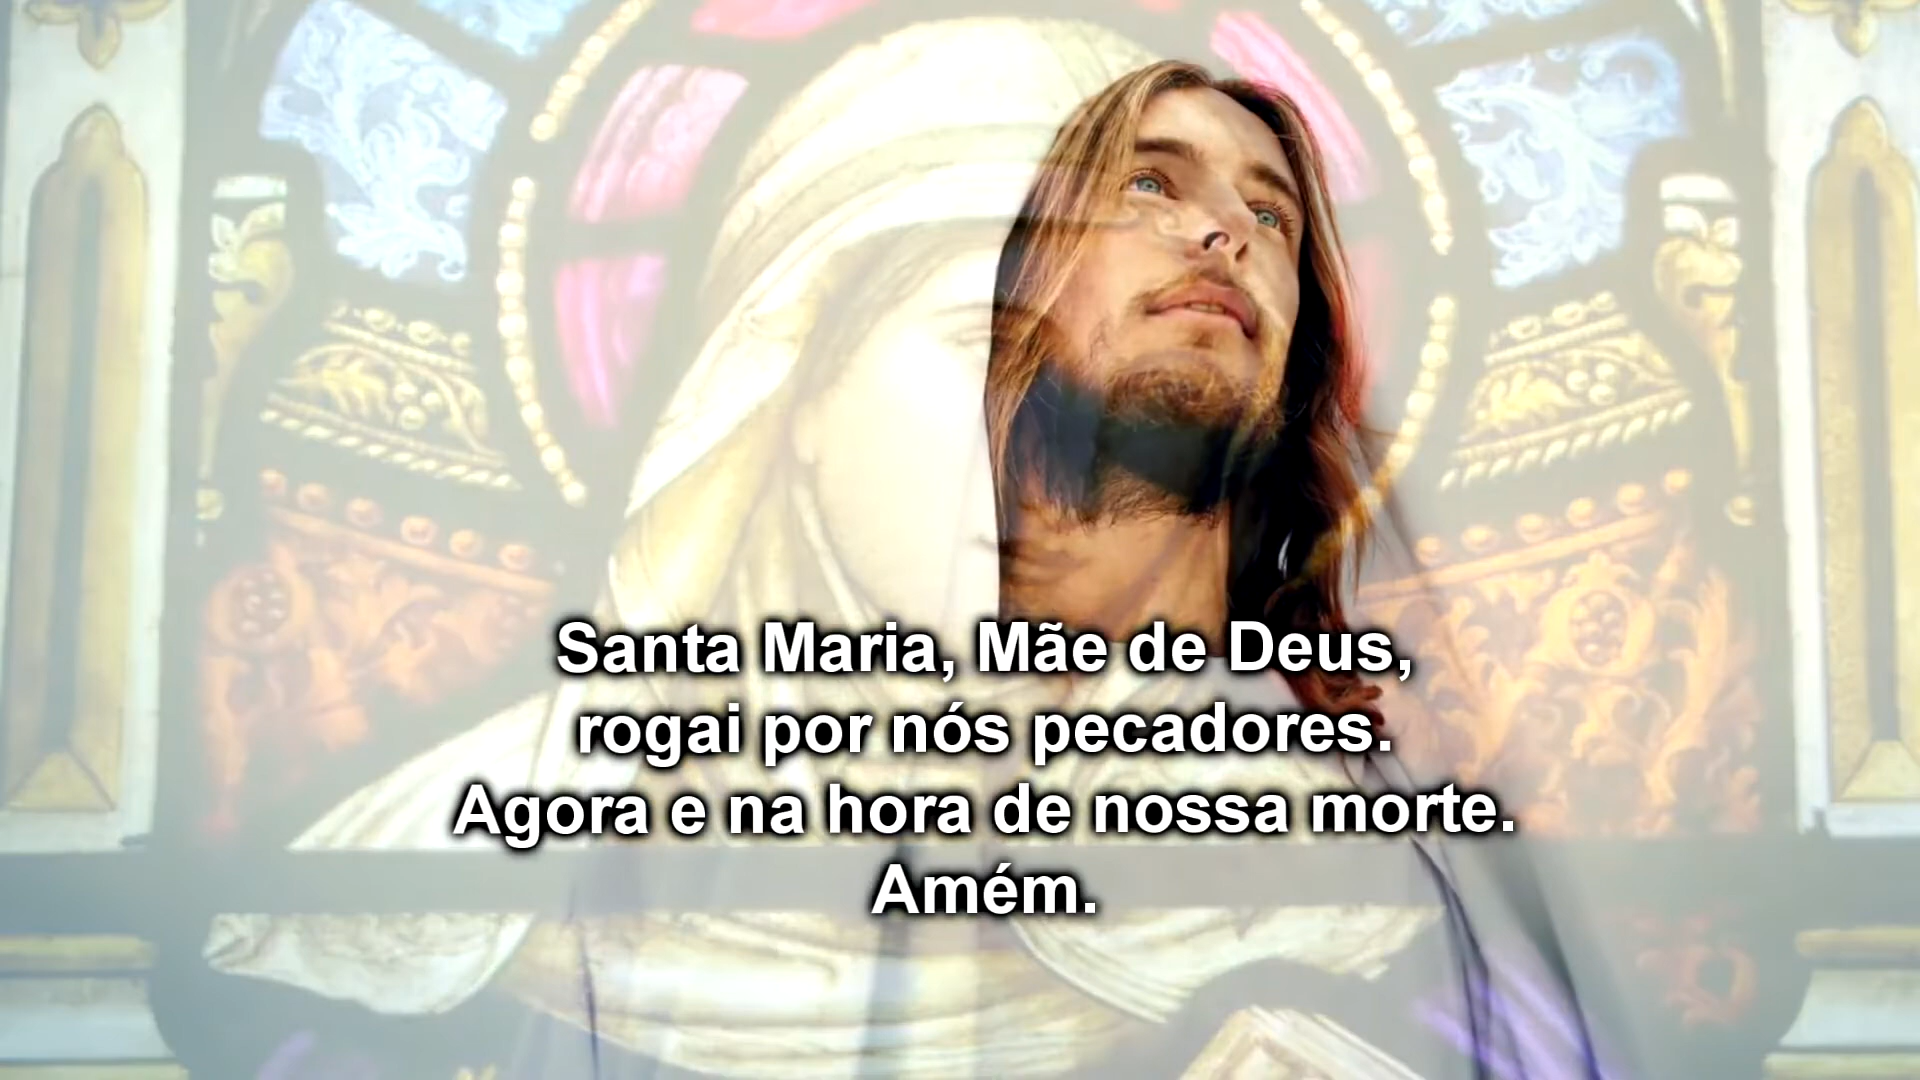 Santa Maria, Mãe de Deus,
rogai por nós pecadores.
Agora e na hora de nossa morte.
Amém.